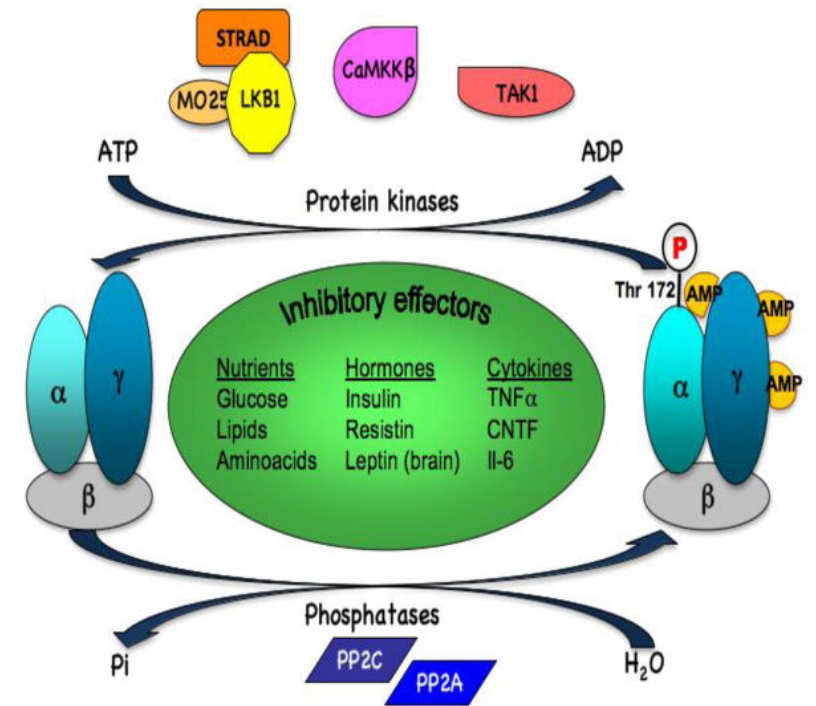 STRAD
MO25 LKB1
CaMKKβ
TAK1
ATP
ADP
Protein kinases
P
Thr 172
AMP
AMP
AMP
α
γ
β
Inhibitory effectors
Nutrients Hormones Cytokines
Glucose Insulin TNFα
Lipids Resistin CNTF
Aminoacids Leptin (brain) Il-6
α
γ
β
Phosphatases
Pi
PP2C
PP2A
H₂O